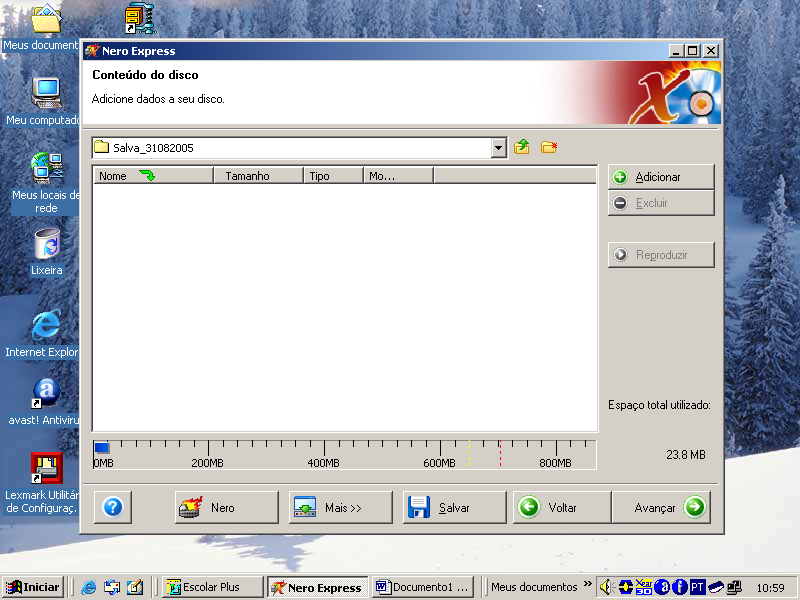 Meus document
Meu computado
Meus locais de
rede
Lixeira
Internet Explor
avast! Antiviru
Lexmark Utilitár
de Configuraç.
Nero Express
Conteúdo do disco
Adicione dados a seu disco.
Salva_31082005
Nome Tamanho Tipo Mo...
Adicionar
Excluir
Reproduzir
Espaço total utilizado:
23.8 MB
0MB 200MB 400MB 600MB 800MB
Nero Mais >> Salvar Voltar Avançar
Iniciar Escolar Plus Nero Express Documento1 ... Meus documentos » PT 10:59